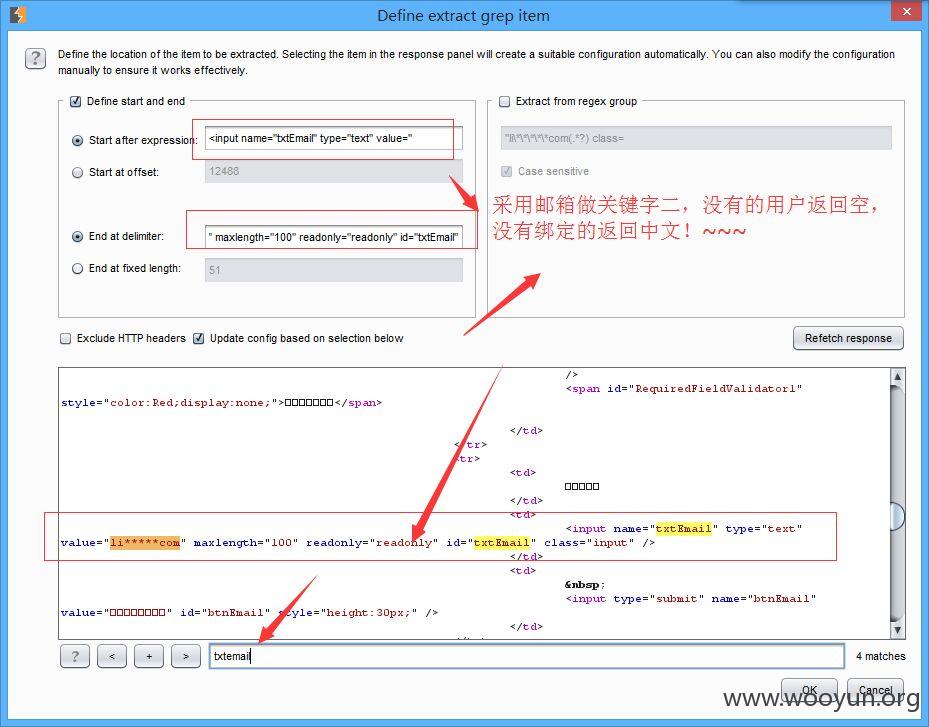 Define extract grep item
Define the location of the item to be extracted. Selecting the item in the response panel will create a suitable configuration automatically. You can also modify the configuration
manually to ensure it works effectively.
Define start and end
Start after expression:
<input name="txtEmail" type="text" value="
Start at offset:
12488
End at delimiter:
" maxlength="100" readonly="readonly" id="txtEmail"
End at fixed length:
51
Extract from regex group
"li\*\*\*\*\*com(.*?) class=
Case sensitive
采用邮箱做关键字二，没有的用户返回空，
没有绑定的返回中文！~~~
Exclude HTTP headers
Update config based on selection below
Refetch response
/>
<span id="RequiredFieldValidator1"
style="color:Red;display:none;">□□□□□□□</span>
</td>
</tr>
<tr>
<td>
□□□□□
</td>
<td>
<input name="txtEmail" type="text"
value="li*****com" maxlength="100" readonly="readonly" id="txtEmail" class="input" />
</td>
<td>
&nbsp;
<input type="submit" name="btnEmail"
value="□□□□□□□□" id="btnEmail" style="height:30px;" />
</td>
? < + >
txtemail
4 matches
OK
Cancel
www.wooyun.org